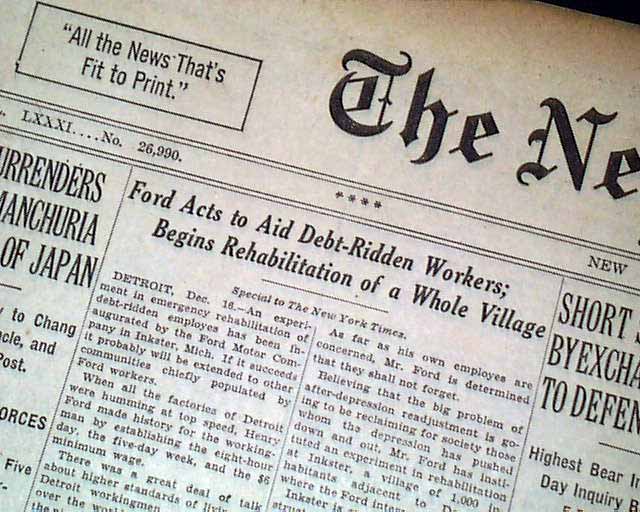 "All the News That's
Fit to Print."
The Ne
LXXXI....No. 26,990.
****
NEW
URRENDERS
MANCHURIA
OF JAPAN
to Chang
cle, and
Post.
ORCES
Five
Ford Acts to Aid Debt-Ridden Workers;
Begins Rehabilitation of a Whole Village
Special to The New York Times.
DETROIT, Dec. 16.—An experi-
ment in emergency rehabilitation of
debt-ridden employes has been in-
augurated by the Ford Motor Com-
pany in Inkster, Mich. If it succeeds
it probably will be extended to other
communities chiefly populated by
Ford workers.
When all the factories of Detroit
were humming at top speed, Henry
Ford made history for the working-
man by establishing the eight-hour
day, the five-day week, and the $6
minimum wage.
There was a great deal of talk
about higher standards of living
Detroit workingmen
over the
As far as his own employes are
concerned, Mr. Ford is determined
that they shall not forget.
Believing that the big problem of
after-depression readjustment is go-
ing to be reclaiming for society those
whom the depression has pushed
down and out, Mr. Ford has insti-
tuted an experiment in rehabilitation
at Inkster, a village of 1,000 in-
habitants adjacent to
where the Ford
Inkster is
SHORT S
BY EXCHA
TO DEFEN
Highest Bear In
Day Inquiry